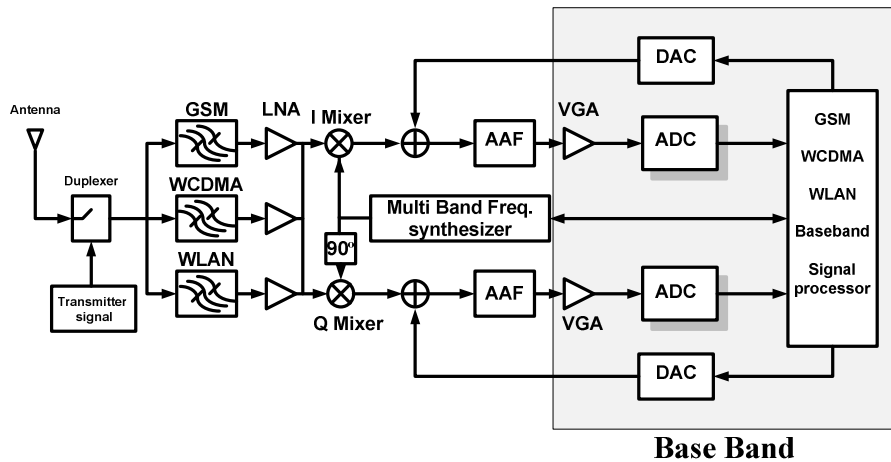 DAC
Antenna
GSM
LNA
I Mixer
VGA
AAF
ADC
GSM
WCDMA
WLAN
Baseband
Signal
processor
Duplexer
WCDMA
Multi Band Freq.
synthesizer
WLAN
90º
Transmitter
signal
Q Mixer
AAF
VGA
ADC
DAC
Base Band